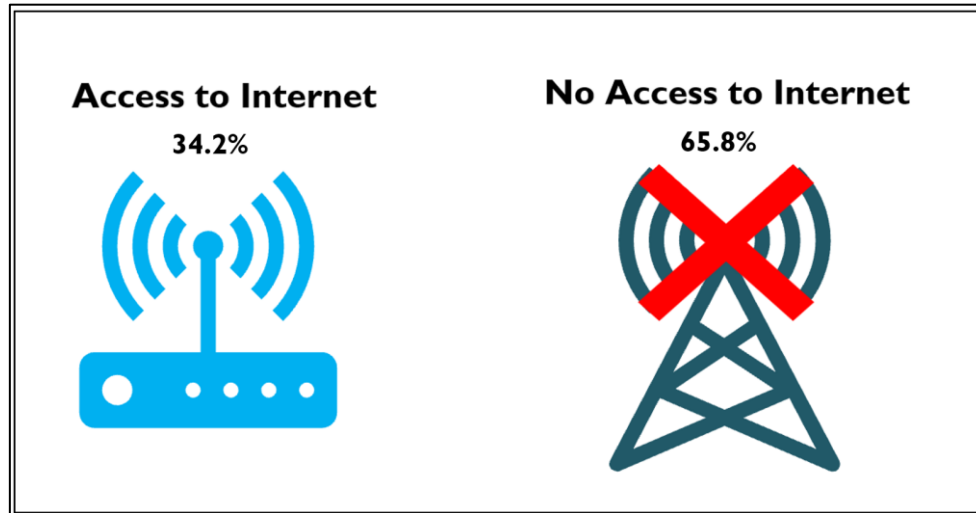 Access to Internet
34.2%
No Access to Internet
65.8%